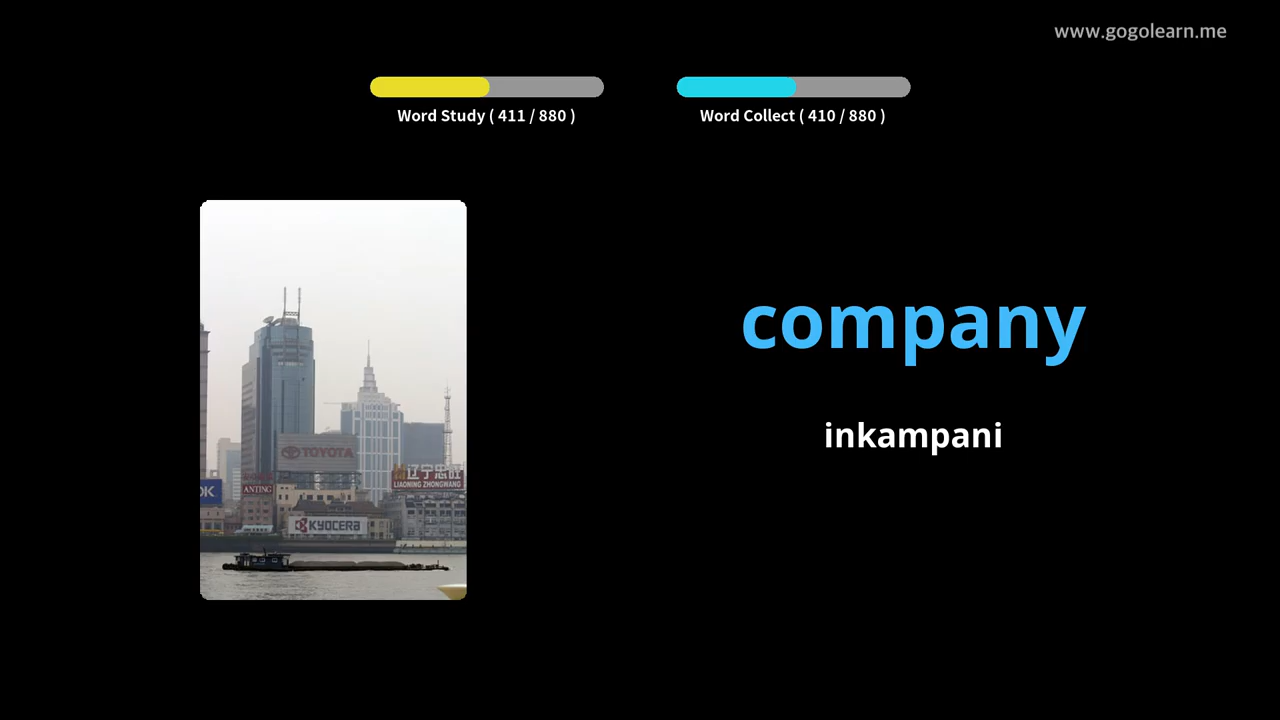 www.gogolearn.me
Word Study ( 411 / 880 )
Word Collect ( 410 / 880 )
company
inkampani
TOYOTA
辽宁忠旺
LIAONING ZHONGWANG
ANTING
KYOCERA